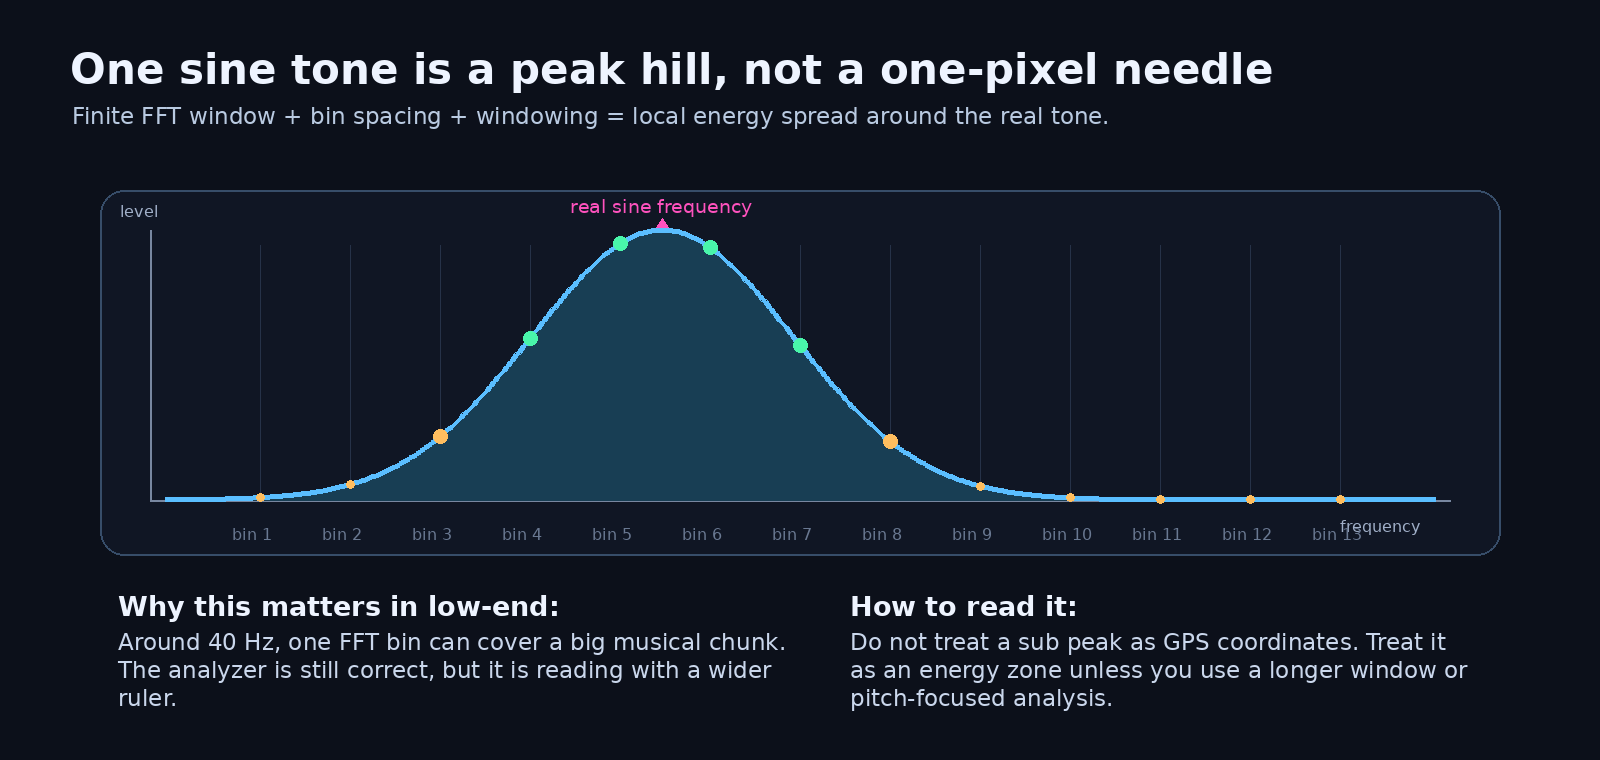 One sine tone is a peak hill, not a one-pixel needle
Finite FFT window + bin spacing + windowing = local energy spread around the real tone.
level
real sine frequency
bin 1
bin 2
bin 3
bin 4
bin 5
bin 6
bin 7
bin 8
bin 9
bin 10
bin 11
bin 12
bin 13
frequency
Why this matters in low-end:
Around 40 Hz, one FFT bin can cover a big musical chunk.
The analyzer is still correct, but it is reading with a wider
ruler.
How to read it:
Do not treat a sub peak as GPS coordinates. Treat it
as an energy zone unless you use a longer window or
pitch-focused analysis.